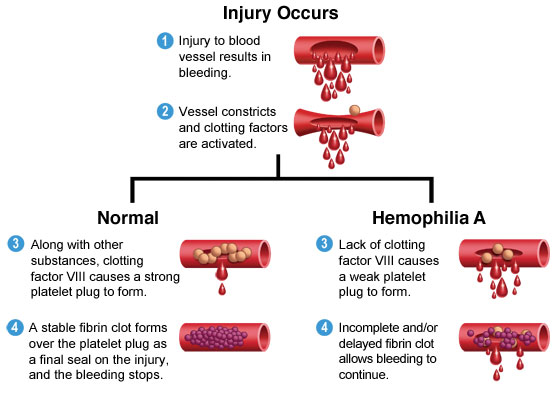 Injury Occurs
1 Injury to blood
vessel results in
bleeding.
2 Vessel constricts
and clotting factors
are activated.
Normal
3 Along with other
substances, clotting
factor VIII causes a strong
platelet plug to form.
4 A stable fibrin clot forms
over the platelet plug as
a final seal on the injury,
and the bleeding stops.
Hemophilia A
3 Lack of clotting
factor VIII causes
a weak platelet
plug to form.
4 Incomplete and/or
delayed fibrin clot
allows bleeding to
continue.